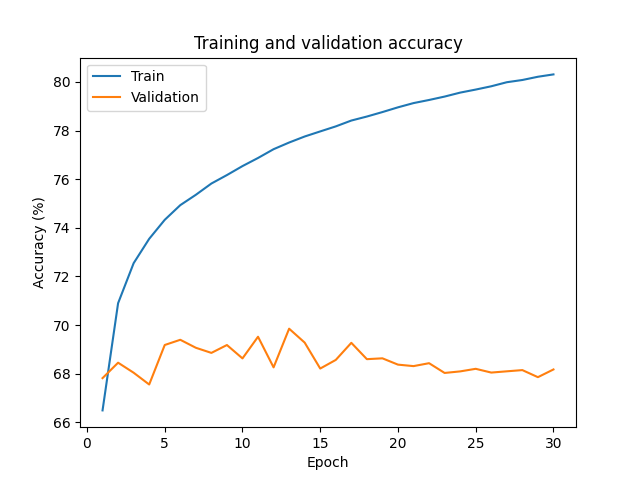 Training and validation accuracy
Train
Validation
80
78
76
74
72
70
68
66
Accuracy (%)
0 5 10 15 20 25 30
Epoch